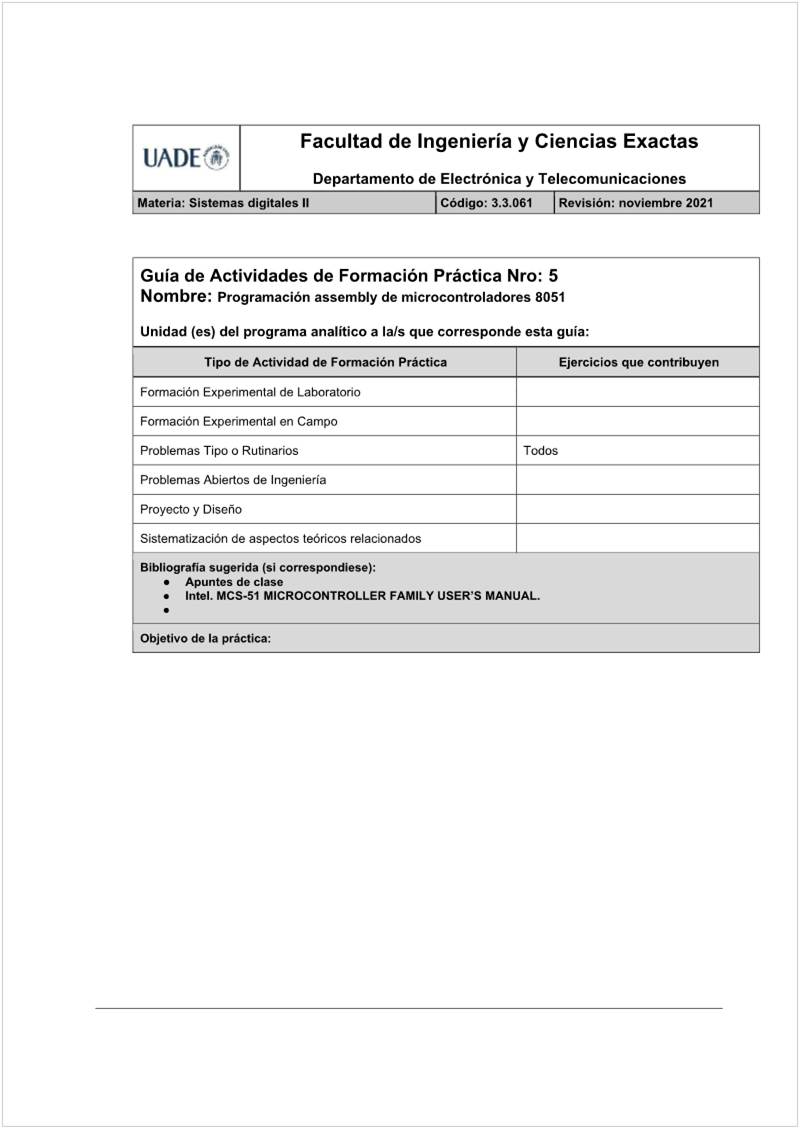 UADE
Facultad de Ingeniería y Ciencias Exactas
Departamento de Electrónica y Telecomunicaciones
Materia: Sistemas digitales II
Código: 3.3.061
Revisión: noviembre 2021
Guía de Actividades de Formación Práctica Nro: 5
Nombre: Programación assembly de microcontroladores 8051
Unidad (es) del programa analítico a la/s que corresponde esta guía:
Tipo de Actividad de Formación Práctica
Ejercicios que contribuyen
Formación Experimental de Laboratorio
Formación Experimental en Campo
Problemas Tipo o Rutinarios
Todos
Problemas Abiertos de Ingeniería
Proyecto y Diseño
Sistematización de aspectos teóricos relacionados
Bibliografía sugerida (si correspondiese):
● Apuntes de clase
● Intel. MCS-51 MICROCONTROLLER FAMILY USER'S MANUAL.
●
Objetivo de la práctica: